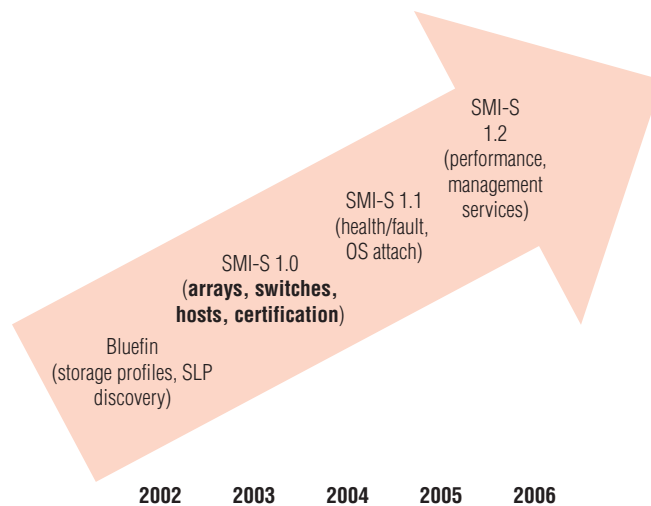 SMI-S
1.2
(performance,
management
services)
SMI-S 1.1
(health/fault,
OS attach)
SMI-S 1.0
(arrays, switches,
hosts, certification)
Bluefin
(storage profiles, SLP
discovery)
2002 2003 2004 2005 2006